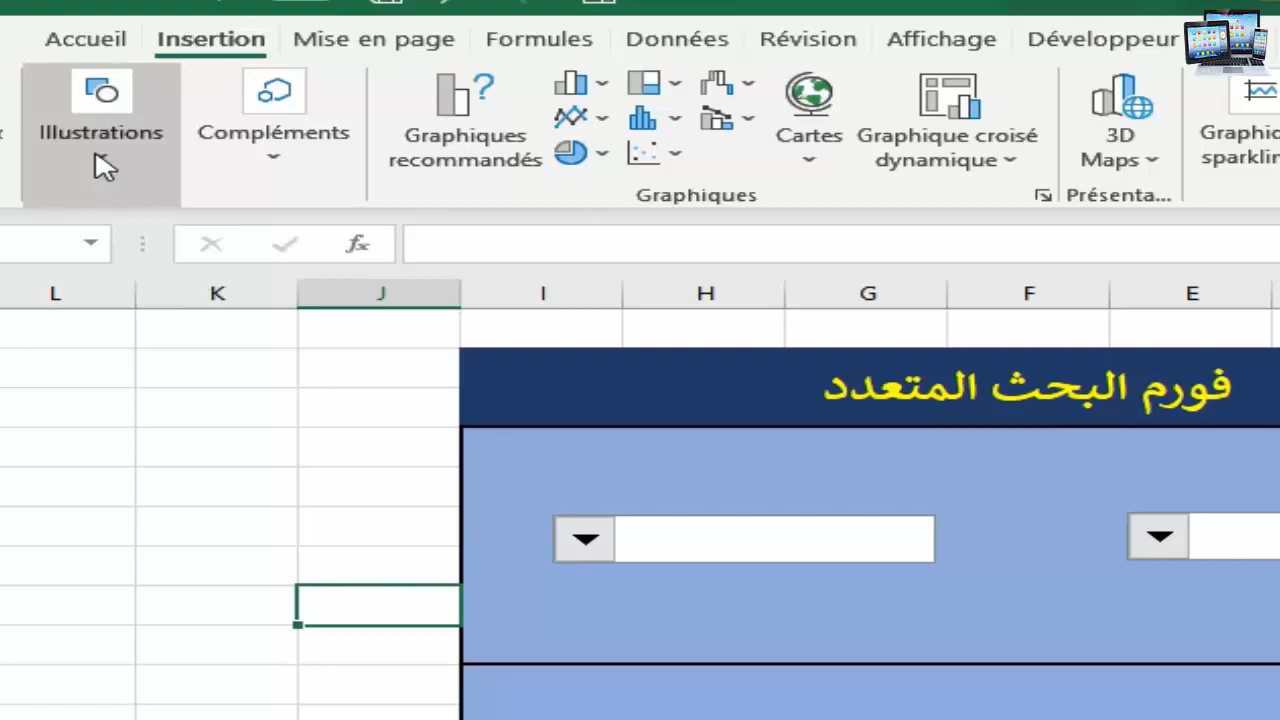 Accueil Insertion Mise en page Formules Données Révision Affichage Développeur
Illustrations
Compléments
Graphiques
recommandés
Cartes
Graphique croisé
dynamique
3D
Maps
Graphiques
Présenta...
fx
L K J I H G F E
فورم البحث المتعدد